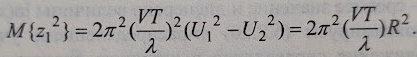 M{z₁²} = 2π²(VT/λ)²(U₁² − U₂²) = 2π²(VT/λ)R².